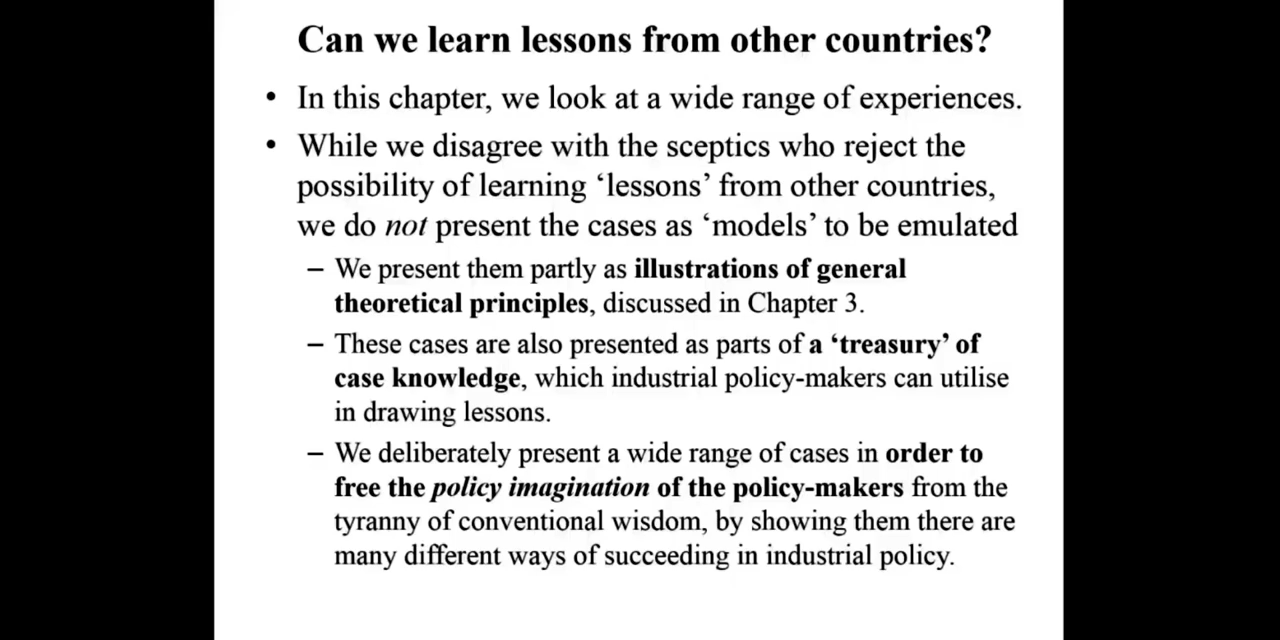 Can we learn lessons from other countries?
• In this chapter, we look at a wide range of experiences.
• While we disagree with the sceptics who reject the
possibility of learning ‘lessons’ from other countries,
we do not present the cases as ‘models’ to be emulated
– We present them partly as illustrations of general
theoretical principles, discussed in Chapter 3.
– These cases are also presented as parts of a ‘treasury’ of
case knowledge, which industrial policy-makers can utilise
in drawing lessons.
– We deliberately present a wide range of cases in order to
free the policy imagination of the policy-makers from the
tyranny of conventional wisdom, by showing them there are
many different ways of succeeding in industrial policy.